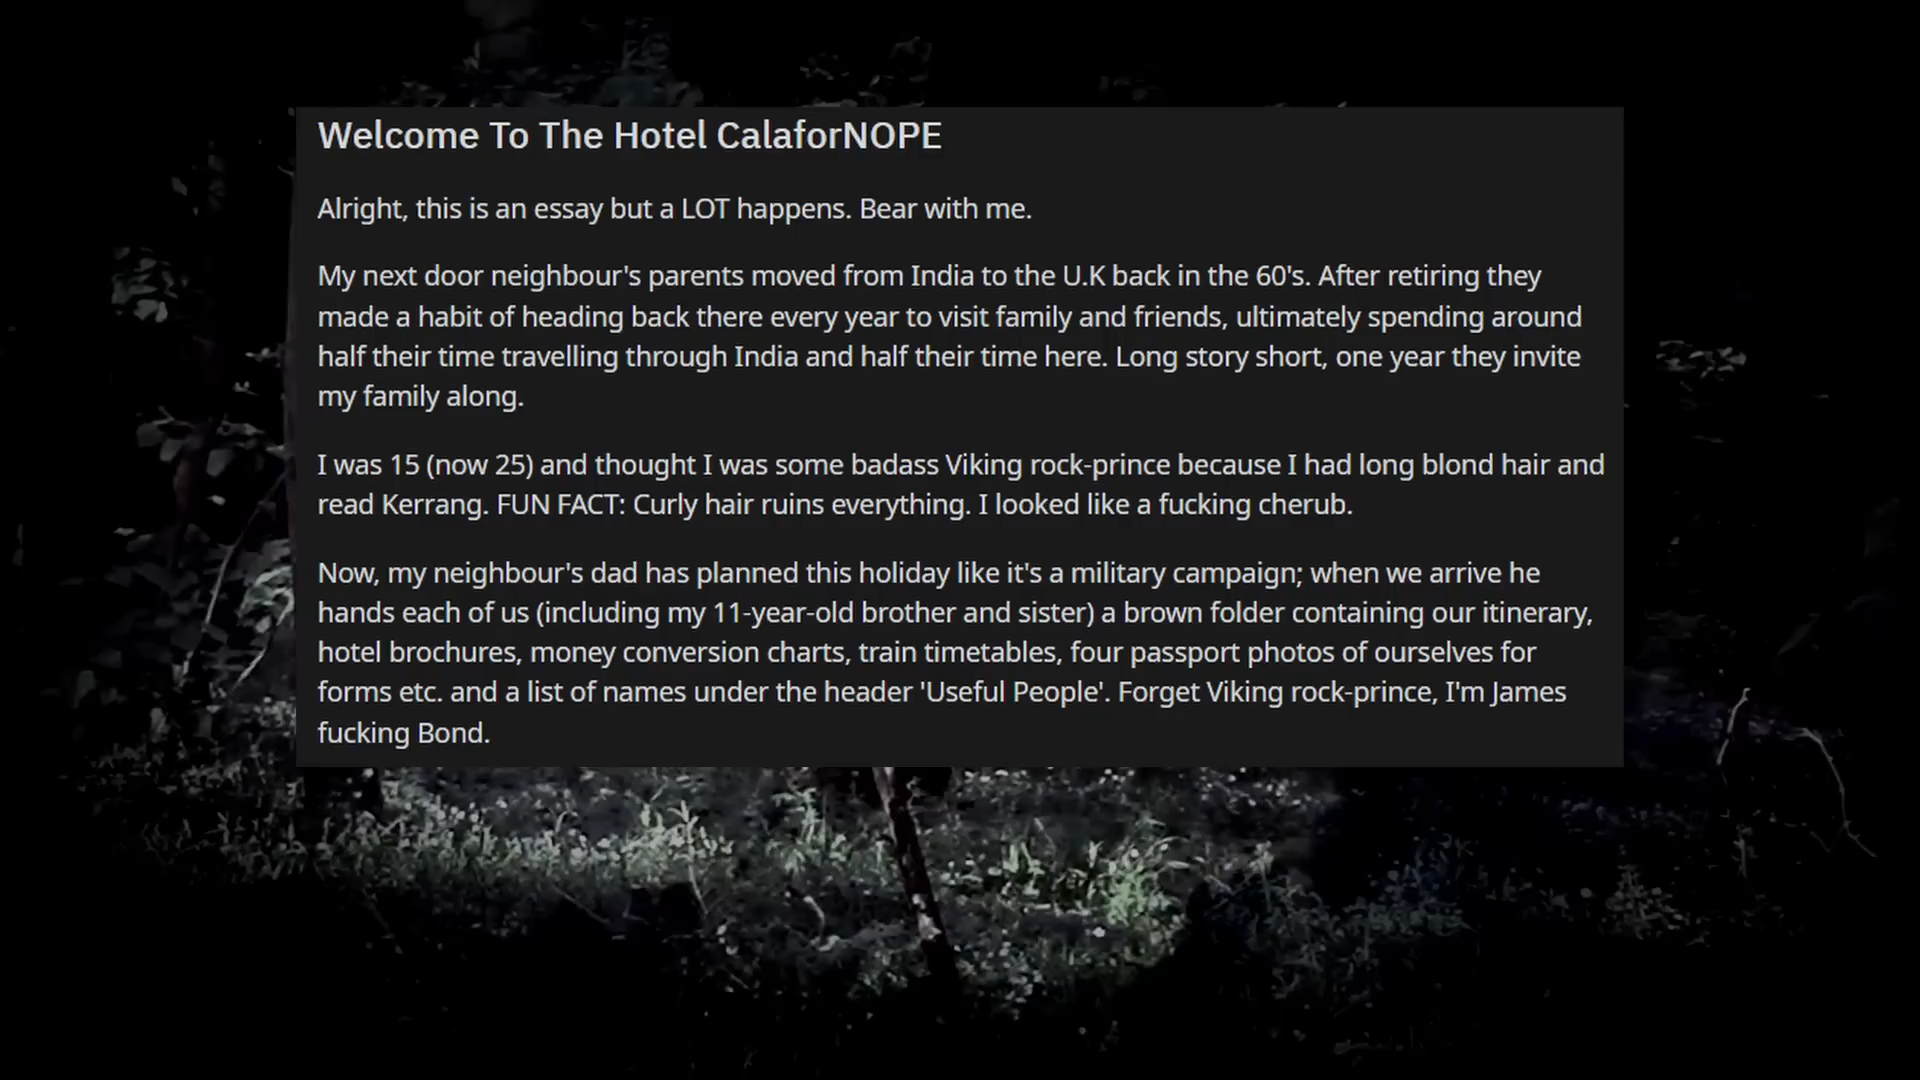 Welcome To The Hotel CalaforNOPE
Alright, this is an essay but a LOT happens. Bear with me.
My next door neighbour's parents moved from India to the U.K back in the 60's. After retiring they
made a habit of heading back there every year to visit family and friends, ultimately spending around
half their time travelling through India and half their time here. Long story short, one year they invite
my family along.
I was 15 (now 25) and thought I was some badass Viking rock-prince because I had long blond hair and
read Kerrang. FUN FACT: Curly hair ruins everything. I looked like a fucking cherub.
Now, my neighbour's dad has planned this holiday like it's a military campaign; when we arrive he
hands each of us (including my 11-year-old brother and sister) a brown folder containing our itinerary,
hotel brochures, money conversion charts, train timetables, four passport photos of ourselves for
forms etc. and a list of names under the header 'Useful People'. Forget Viking rock-prince, I'm James
fucking Bond.